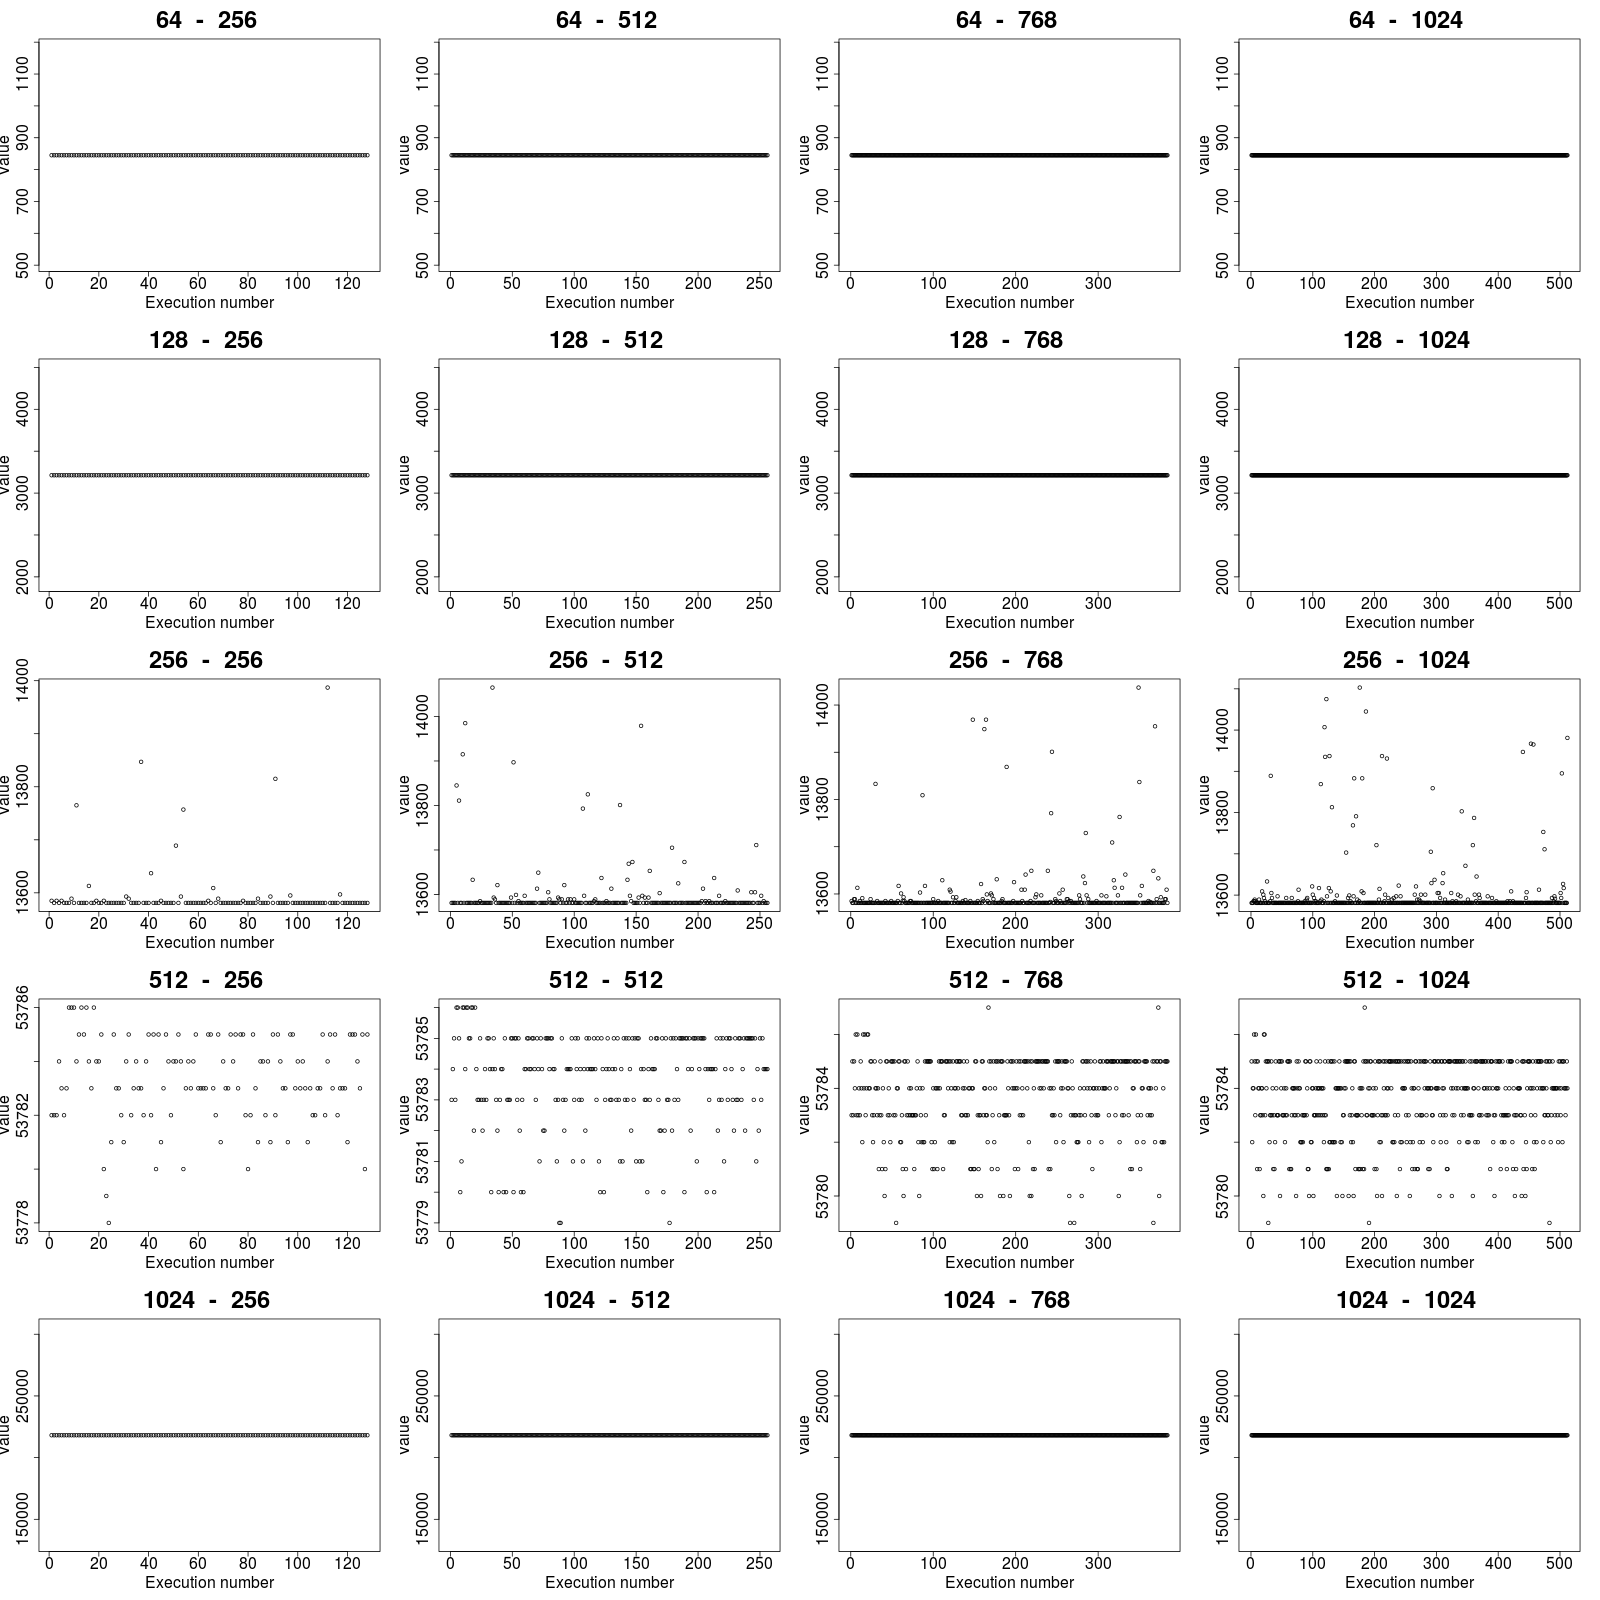 64 - 256
64 - 512
64 - 768
64 - 1024
value
500 700 900 1100
0 20 40 60 80 100 120
Execution number
value
500 700 900 1100
0 50 100 150 200 250
Execution number
value
500 700 900 1100
0 100 200 300
Execution number
value
500 700 900 1100
0 100 200 300 400 500
Execution number
128 - 256
128 - 512
128 - 768
128 - 1024
value
2000 3000 4000
0 20 40 60 80 100 120
Execution number
value
2000 3000 4000
0 50 100 150 200 250
Execution number
value
2000 3000 4000
0 100 200 300
Execution number
value
2000 3000 4000
0 100 200 300 400 500
Execution number
256 - 256
256 - 512
256 - 768
256 - 1024
value
13600 13800 14000
0 20 40 60 80 100 120
Execution number
value
13600 13800 14000
0 50 100 150 200 250
Execution number
value
13600 13800 14000
0 100 200 300
Execution number
value
13600 13800 14000
0 100 200 300 400 500
Execution number
512 - 256
512 - 512
512 - 768
512 - 1024
value
53778 53782 53786
0 20 40 60 80 100 120
Execution number
value
53779 53781 53783 53785
0 50 100 150 200 250
Execution number
value
53780 53784
0 100 200 300
Execution number
value
53780 53784
0 100 200 300 400 500
Execution number
1024 - 256
1024 - 512
1024 - 768
1024 - 1024
value
150000 250000
0 20 40 60 80 100 120
Execution number
value
150000 250000
0 50 100 150 200 250
Execution number
value
150000 250000
0 100 200 300
Execution number
value
150000 250000
0 100 200 300 400 500
Execution number